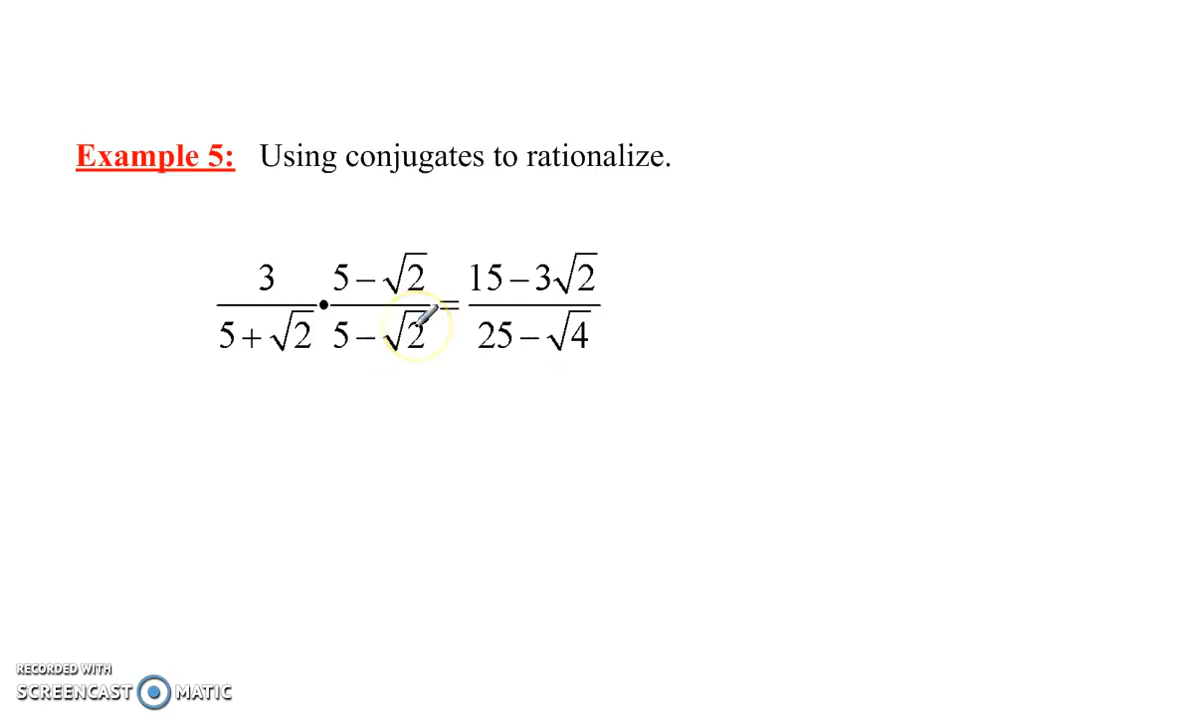 Example 5: Using conjugates to rationalize.
3/(5+√2) • (5−√2)/(5−√2) = (15−3√2)/(25−√4)
RECORDED WITH
SCREENCAST MATIC